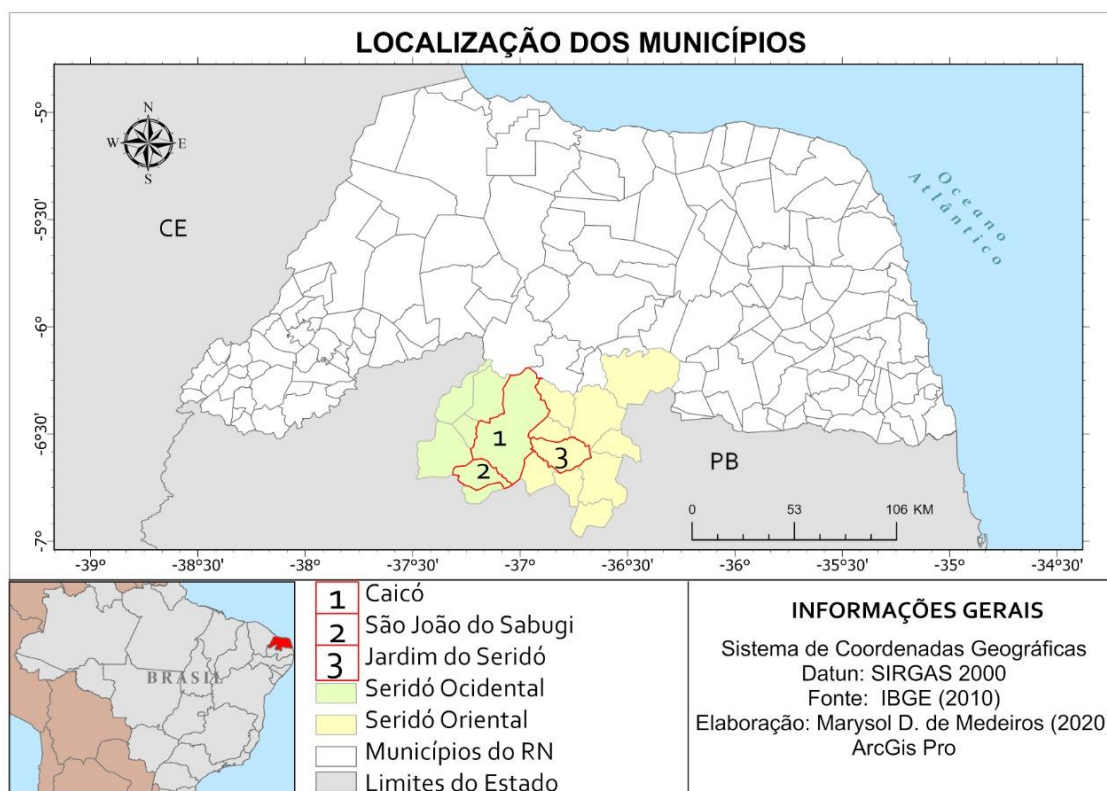 LOCALIZAÇÃO DOS MUNICÍPIOS
-5°
-5°30'
-6°
-6°30'
-7°
N
W
E
S
CE
PB
Oceano
Atlântico
0 53 106 KM
-39° -38°30' -38° -37°30' -37° -36°30' -36° -35°30' -35° -34°30'
1
2
3
BRASIL
1 Caicó
2 São João do Sabugi
3 Jardim do Seridó
Seridó Ocidental
Seridó Oriental
Municípios do RN
Limites do Estado
INFORMAÇÕES GERAIS
Sistema de Coordenadas Geográficas
Datun: SIRGAS 2000
Fonte: IBGE (2010)
Elaboração: Marysol D. de Medeiros (2020
ArcGis Pro